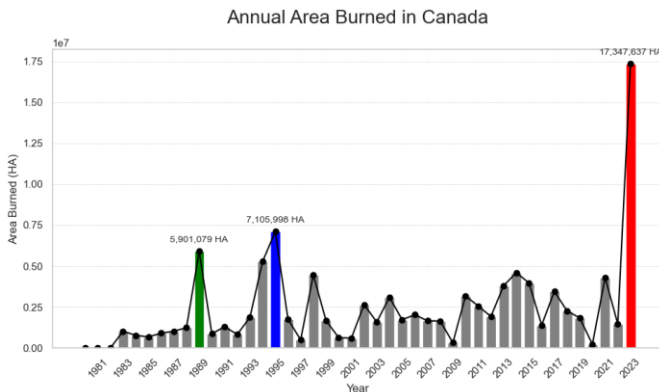 Annual Area Burned in Canada
1e7
17,347,637 HA
1.75
1.50
1.25
1.00
0.75
0.50
0.25
0.00
7,105,998 HA
5,901,079 HA
Area Burned (HA)
1981 1983 1985 1987 1989 1991 1993 1995 1997 1999 2001 2003 2005 2007 2009 2011 2013 2015 2017 2019 2021 2023
Year